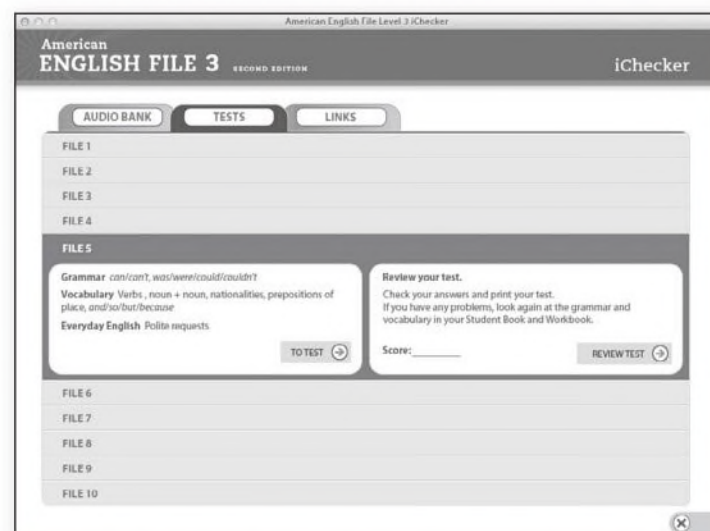 American English File Level 3 iChecker
American
ENGLISH FILE 3 SECOND EDITION
iChecker
AUDIO BANK
TESTS
LINKS
FILE 1
FILE 2
FILE 3
FILE 4
FILE 5
Grammar can/can't, was/were/could/couldn't
Vocabulary Verbs, noun + noun, nationalities, prepositions of
place, and/so/but/because
Everyday English Polite requests
TO TEST
Review your test.
Check your answers and print your test.
If you have any problems, look again at the grammar and
vocabulary in your Student Book and Workbook.
Score:________
REVIEW TEST
FILE 6
FILE 7
FILE 8
FILE 9
FILE 10